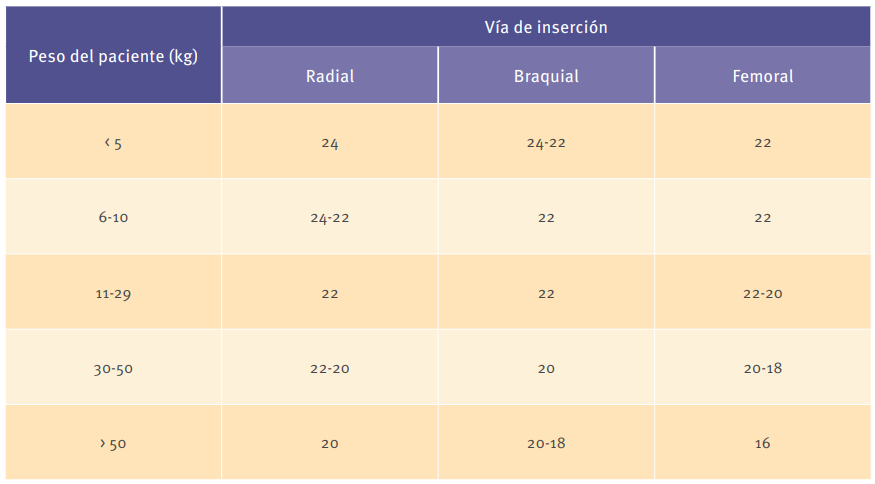 Peso del paciente (kg)
Vía de inserción
Radial Braquial Femoral
< 5 24 24-22 22
6-10 24-22 22 22
11-29 22 22 22-20
30-50 22-20 20 20-18
> 50 20 20-18 16